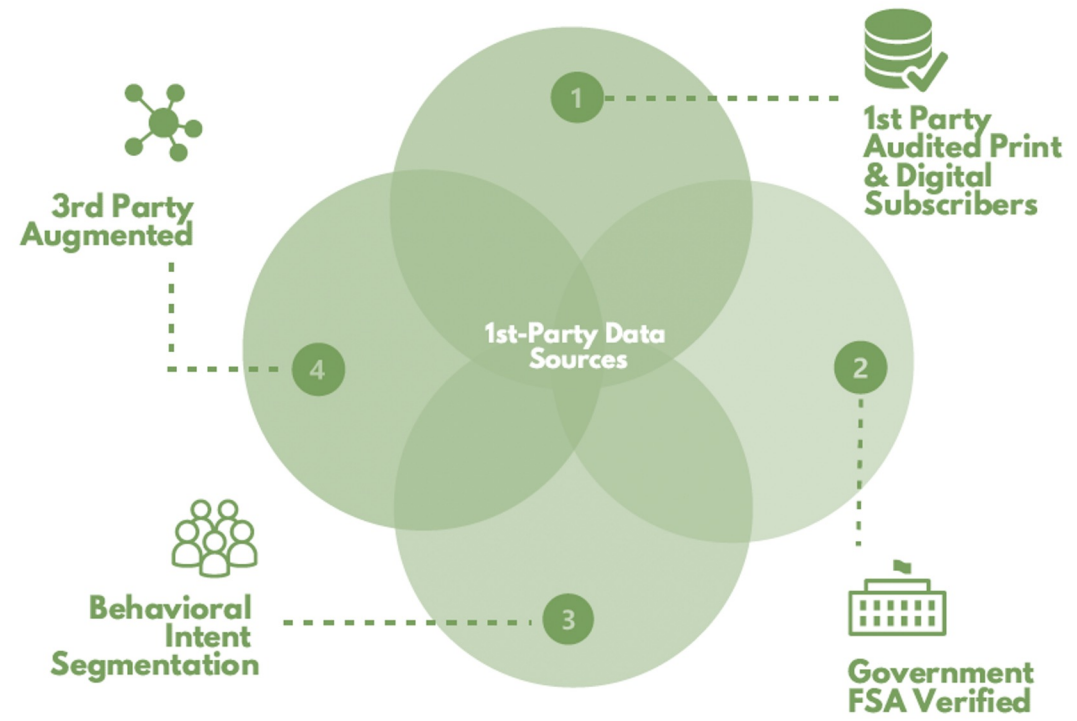 1
1st Party
Audited Print
& Digital
Subscribers
3rd Party
Augmented
1st-Party Data
Sources
4
2
Behavioral
Intent
Segmentation
3
Government
FSA Verified